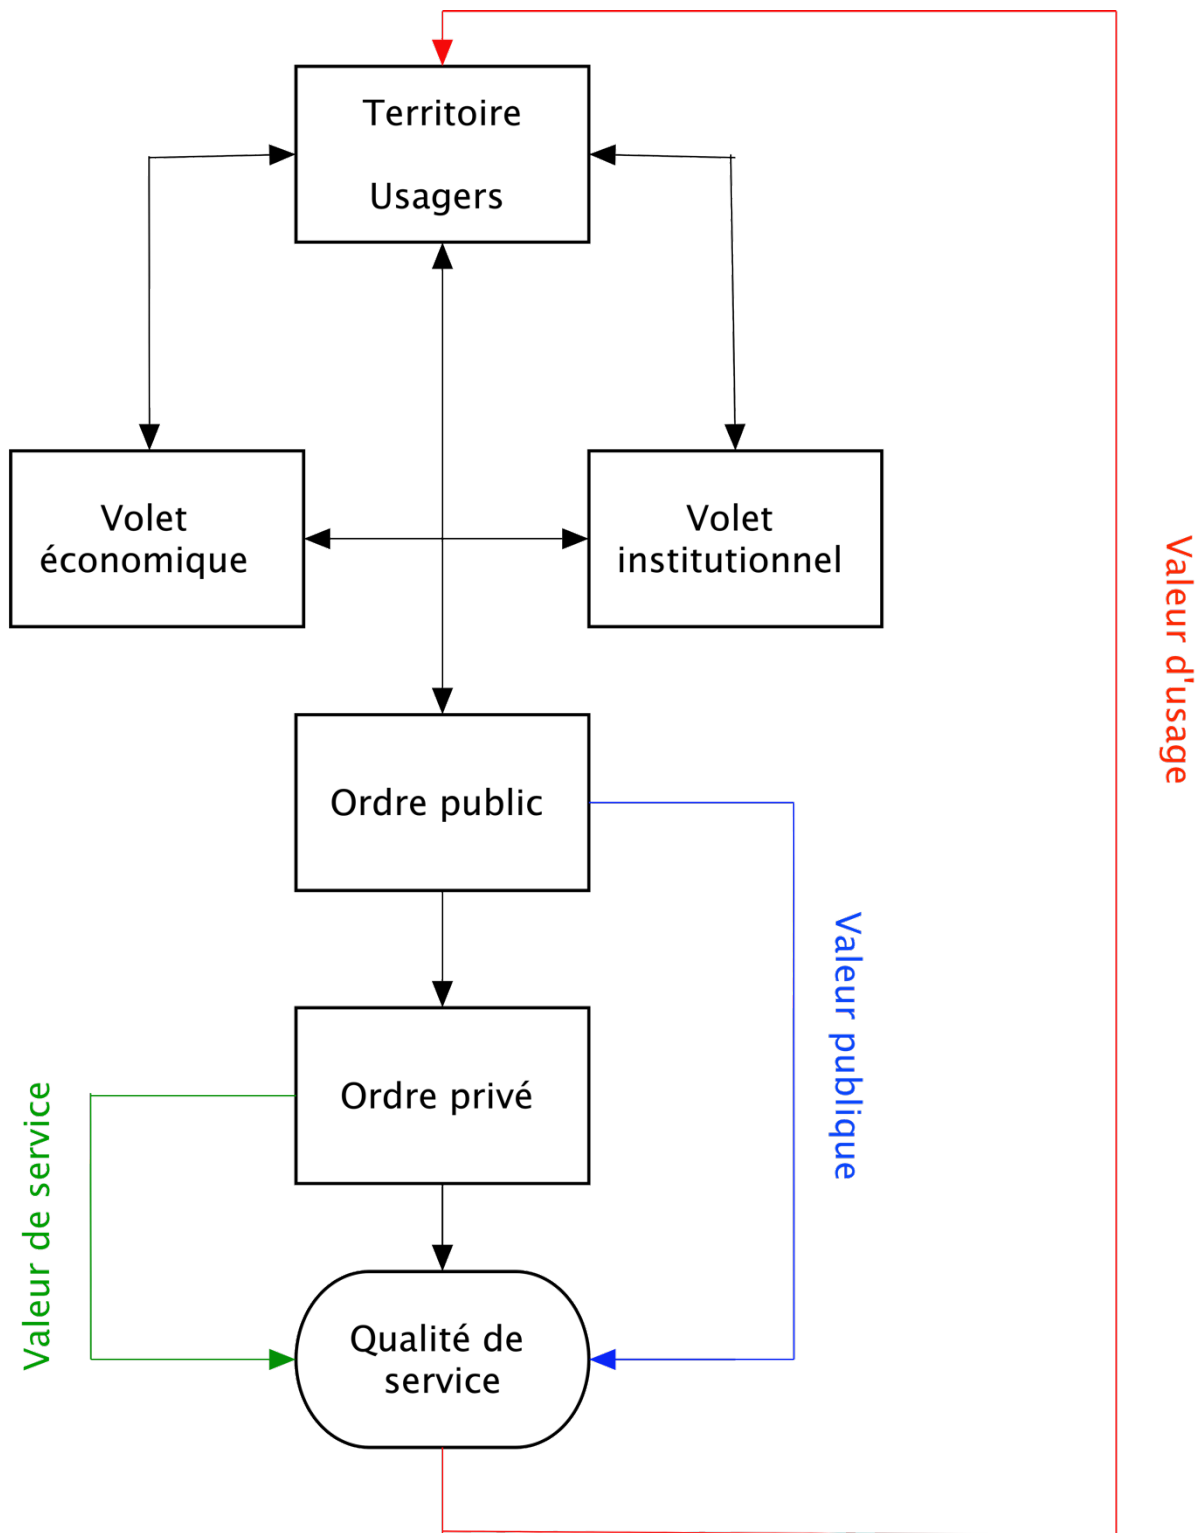 Territoire
Usagers
Volet
économique
Volet
institutionnel
Valeur d'usage
Ordre public
Valeur publique
Ordre privé
Valeur de service
Qualité de
service